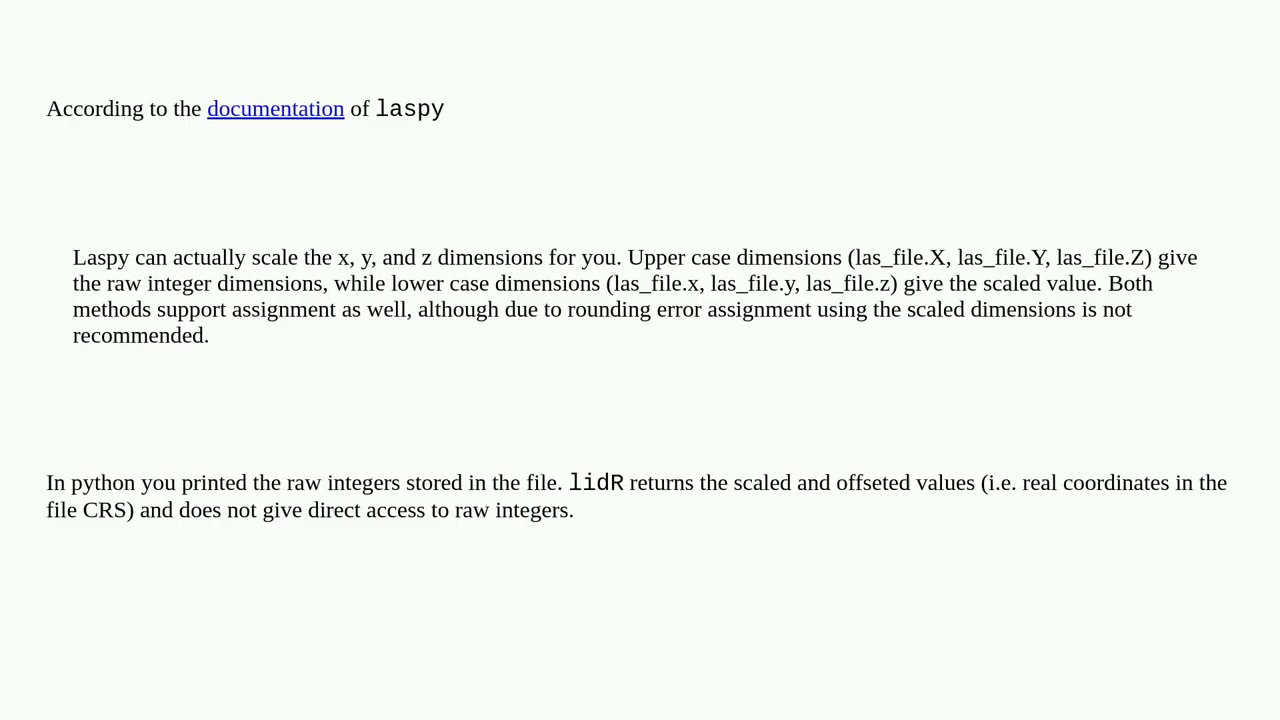 According to the documentation of laspy
Laspy can actually scale the x, y, and z dimensions for you. Upper case dimensions (las_file.X, las_file.Y, las_file.Z) give
the raw integer dimensions, while lower case dimensions (las_file.x, las_file.y, las_file.z) give the scaled value. Both
methods support assignment as well, although due to rounding error assignment using the scaled dimensions is not
recommended.
In python you printed the raw integers stored in the file. lidR returns the scaled and offseted values (i.e. real coordinates in the
file CRS) and does not give direct access to raw integers.